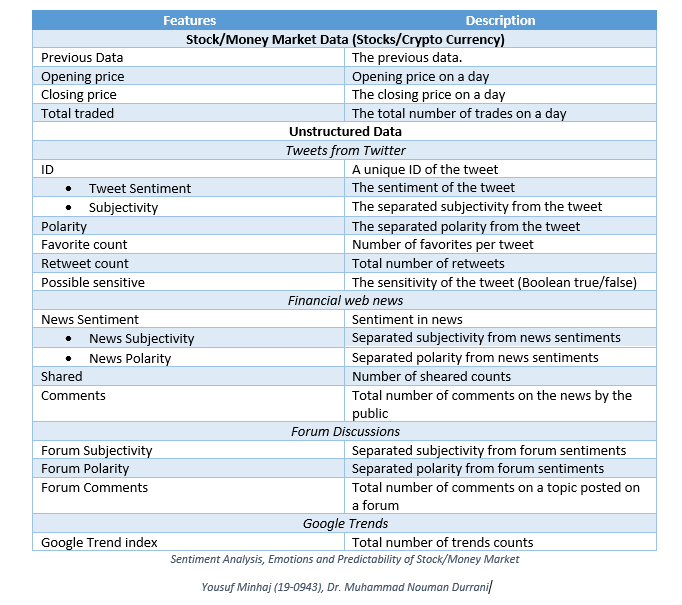 Features Description
Stock/Money Market Data (Stocks/Crypto Currency)
Previous Data The previous data.
Opening price Opening price on a day
Closing price The closing price on a day
Total traded The total number of trades on a day
Unstructured Data
Tweets from Twitter
ID A unique ID of the tweet
• Tweet Sentiment The sentiment of the tweet
• Subjectivity The separated subjectivity from the tweet
Polarity The separated polarity from the tweet
Favorite count Number of favorites per tweet
Retweet count Total number of retweets
Possible sensitive The sensitivity of the tweet (Boolean true/false)
Financial web news
News Sentiment Sentiment in news
• News Subjectivity Separated subjectivity from news sentiments
• News Polarity Separated polarity from news sentiments
Shared Number of sheared counts
Comments Total number of comments on the news by the
public
Forum Discussions
Forum Subjectivity Separated subjectivity from forum sentiments
Forum Polarity Separated polarity from forum sentiments
Forum Comments Total number of comments on a topic posted on
a forum
Google Trends
Google Trend index Total number of trends counts
Sentiment Analysis, Emotions and Predictability of Stock/Money Market
Yousuf Minhaj (19-0943), Dr. Muhammad Nouman Durrani